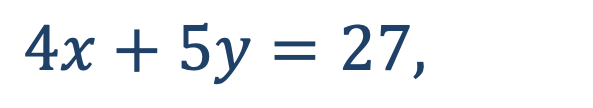 4x + 5y = 27,